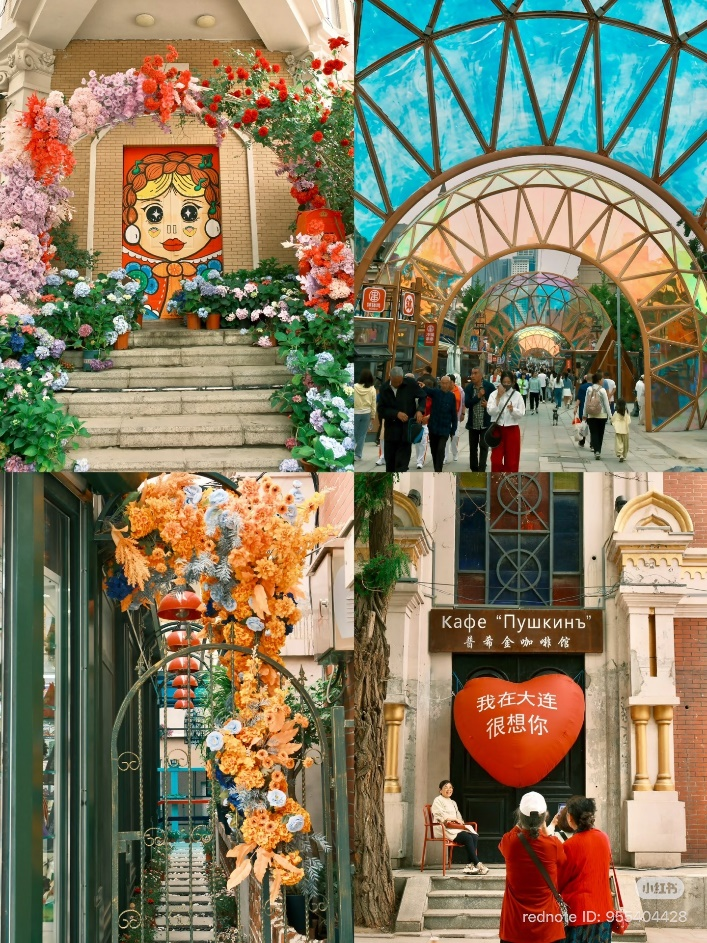 Кафе "Пушкинъ"
普希金咖啡馆
我在大连
很想你
小红书
rednote ID: 955404428